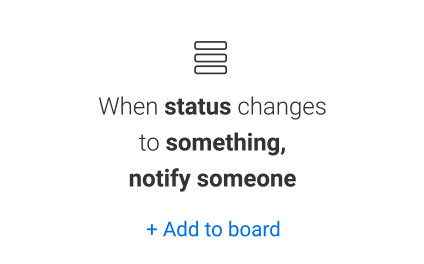 When status changes
to something,
notify someone
+ Add to board